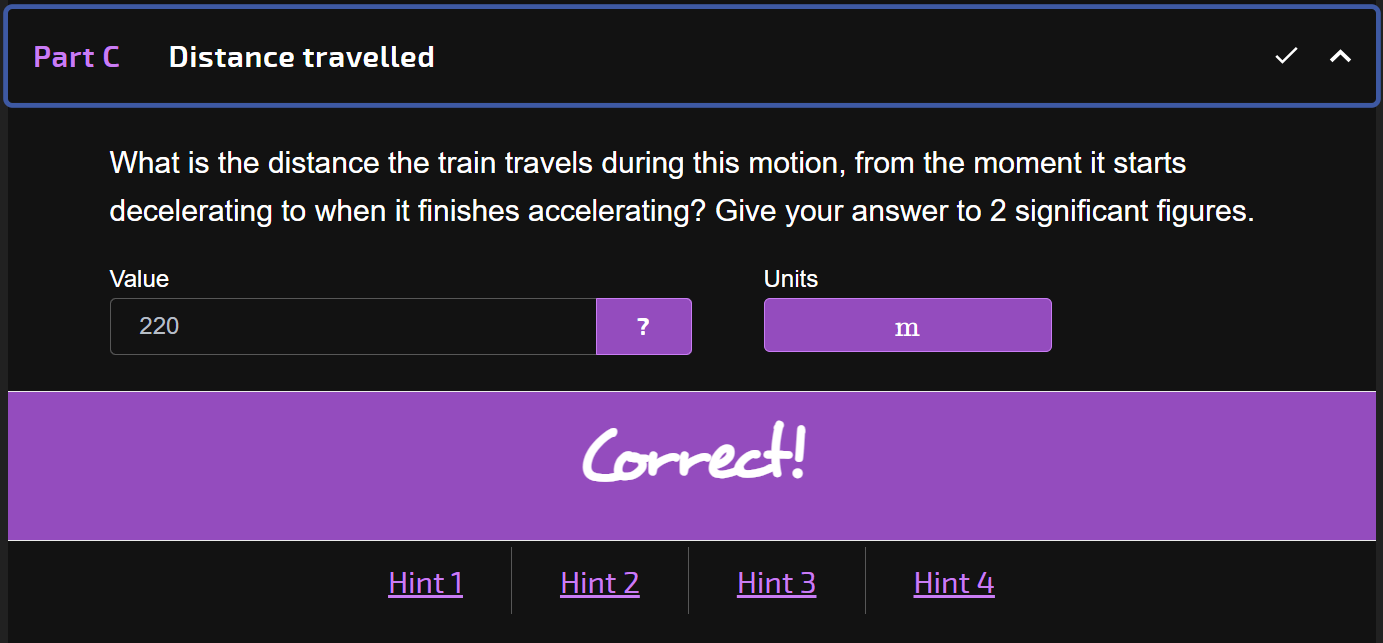 Part C Distance travelled
What is the distance the train travels during this motion, from the moment it starts
decelerating to when it finishes accelerating? Give your answer to 2 significant figures.
Value Units
220 ? m
Correct!
Hint 1 Hint 2 Hint 3 Hint 4